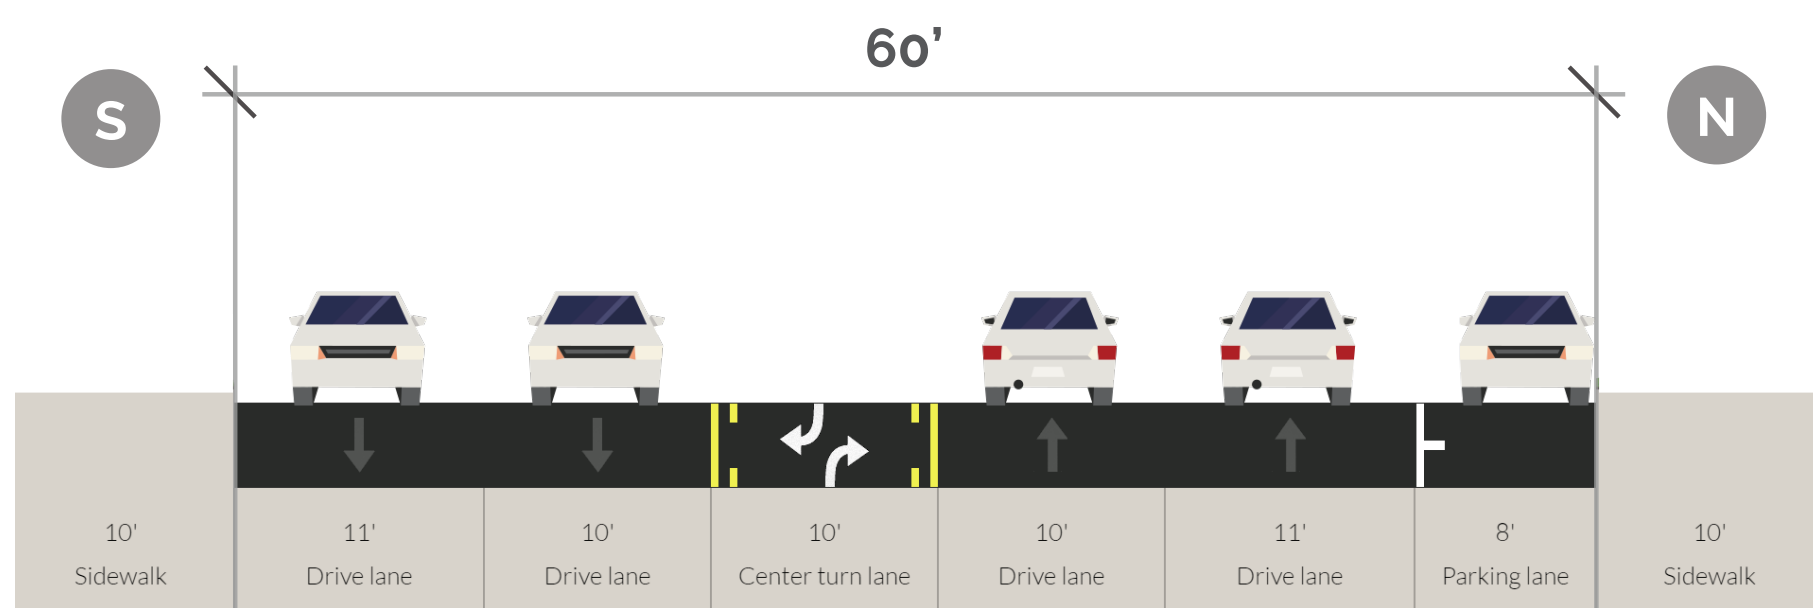 60’
S
N
10'
Sidewalk
11'
Drive lane
10'
Drive lane
10'
Center turn lane
10'
Drive lane
11'
Drive lane
8'
Parking lane
10'
Sidewalk